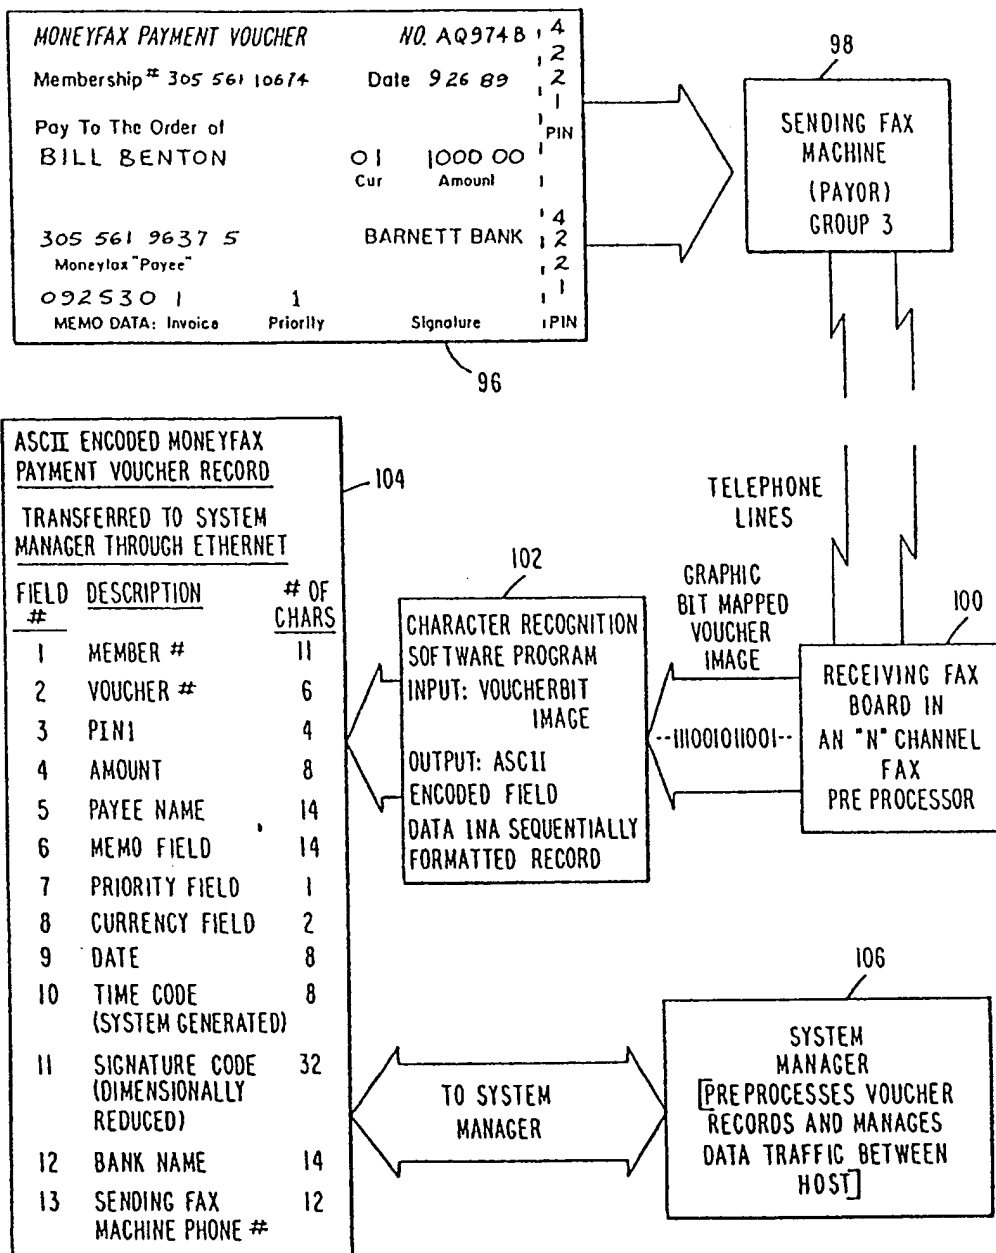 MONEYFAX PAYMENT VOUCHER NO. AQ974B
Membership # 305 561 10674 Date 9 26 89
4
2
2
1
PIN
Pay To The Order of
BILL BENTON 01 1000 00
Cur Amount
305 561 9637 5 BARNETT BANK
Moneyfax "Payee"
4
2
2
1
092530 1 1
MEMO DATA: Invoice Priority Signature PIN
96
98
SENDING FAX
MACHINE
(PAYOR)
GROUP 3
TELEPHONE
LINES
100
RECEIVING FAX
BOARD IN
AN "N" CHANNEL
FAX
PRE PROCESSOR
GRAPHIC
BIT MAPPED
VOUCHER
IMAGE
--111001011001--
102
CHARACTER RECOGNITION
SOFTWARE PROGRAM
INPUT: VOUCHERBIT
IMAGE
OUTPUT: ASCII
ENCODED FIELD
DATA INA SEQUENTIALLY
FORMATTED RECORD
104
ASCII ENCODED MONEYFAX
PAYMENT VOUCHER RECORD
TRANSFERRED TO SYSTEM
MANAGER THROUGH ETHERNET
FIELD DESCRIPTION # OF
# CHARS
1 MEMBER # 11
2 VOUCHER # 6
3 PIN1 4
4 AMOUNT 8
5 PAYEE NAME 14
6 MEMO FIELD 14
7 PRIORITY FIELD 1
8 CURRENCY FIELD 2
9 DATE 8
10 TIME CODE 8
(SYSTEM GENERATED)
11 SIGNATURE CODE 32
(DIMENSIONALLY
REDUCED)
12 BANK NAME 14
13 SENDING FAX 12
MACHINE PHONE #
TO SYSTEM
MANAGER
106
SYSTEM
MANAGER
[PREPROCESSES VOUCHER
RECORDS AND MANAGES
DATA TRAFFIC BETWEEN
HOST]